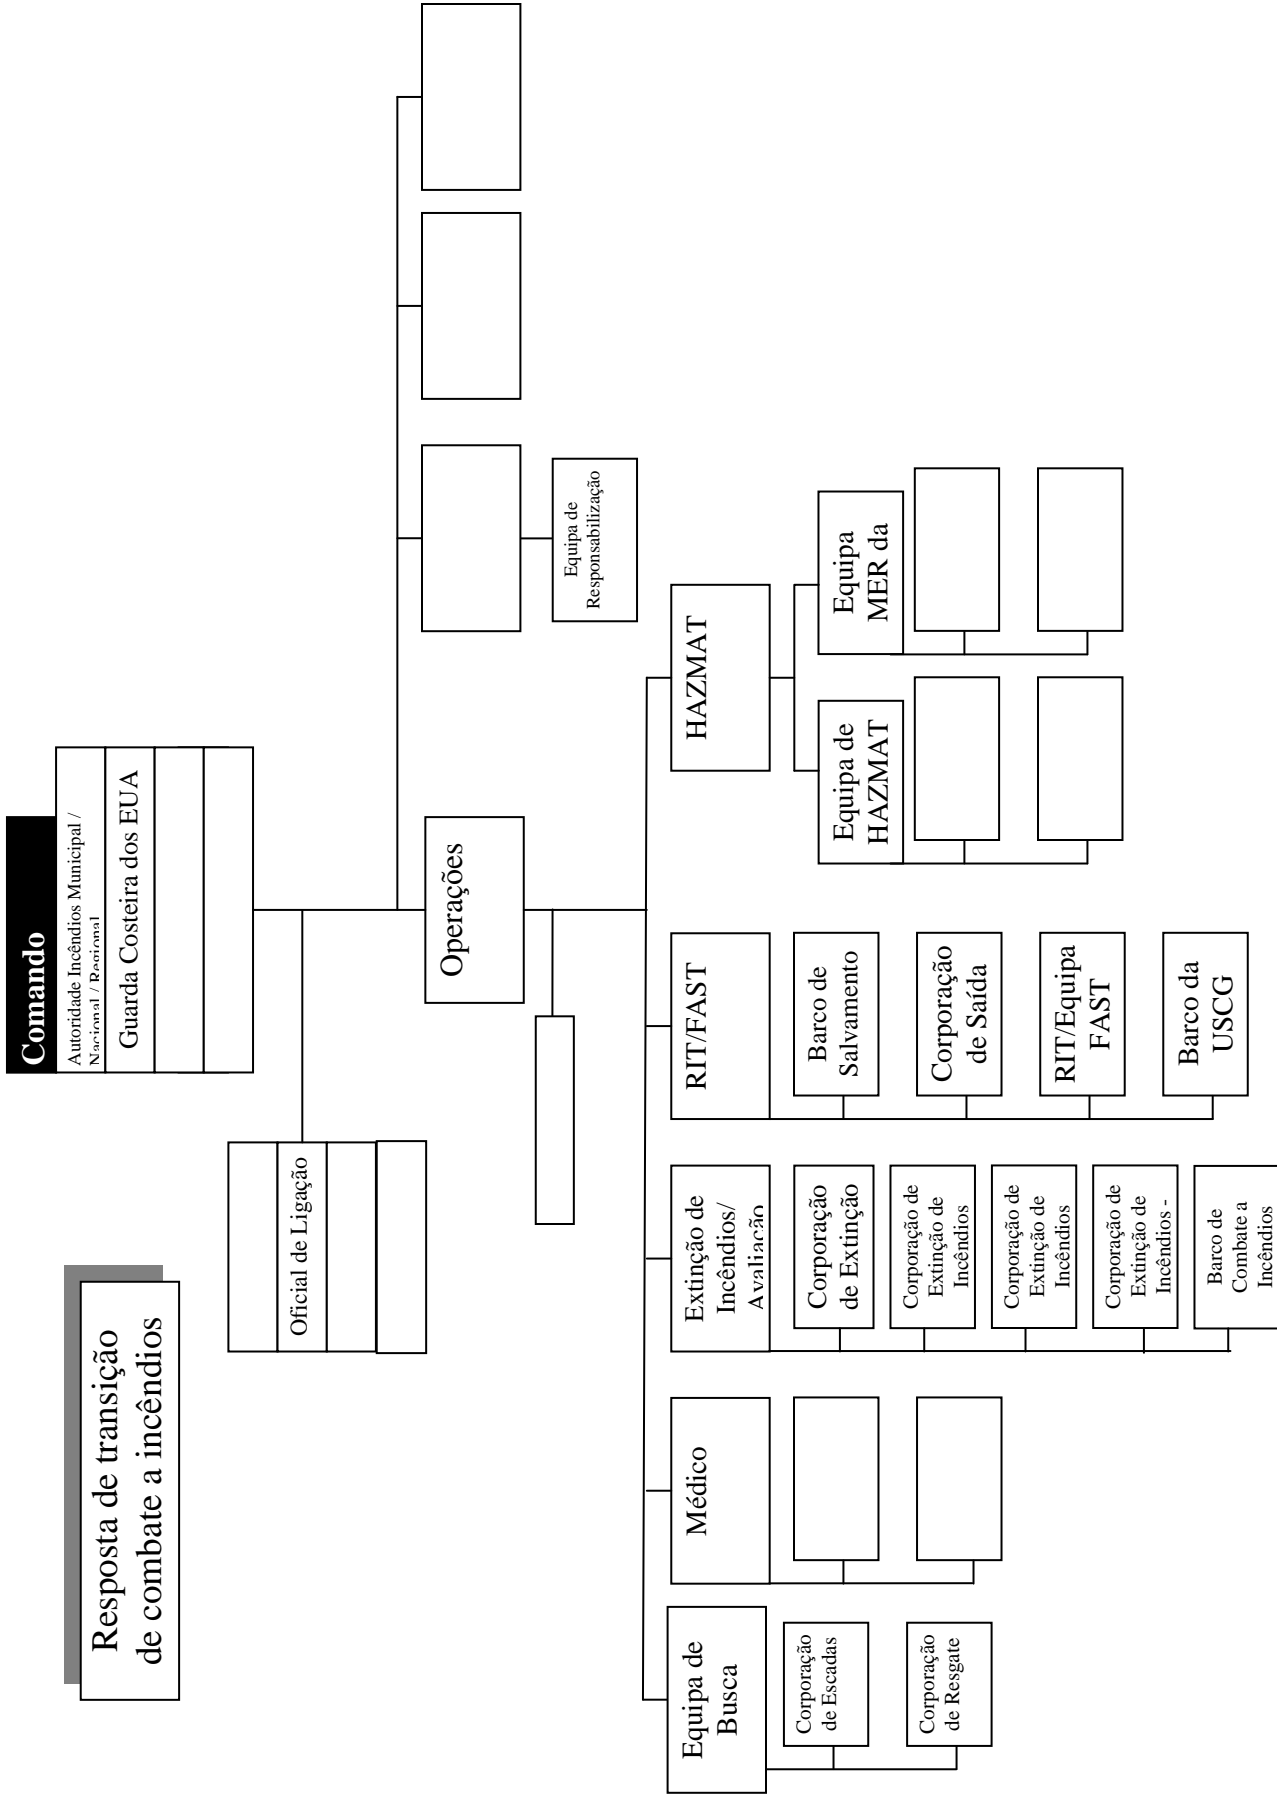 Resposta de transição
de combate a incêndios
Comando
Autoridade Incêndios Municipal /
Nacional / Regional
Guarda Costeira dos EUA
Oficial de Ligação
Operações
Equipa de
Responsabilização
Equipa de
Busca
Corporação
de Escadas
Corporação
de Resgate
Médico
Extinção de
Incêndios/
Avaliação
Corporação
de Extinção
Corporação de
Extinção de
Incêndios
Corporação de
Extinção de
Incêndios
Corporação de
Extinção de
Incêndios -
Barco de
Combate a
Incêndios
RIT/FAST
Barco de
Salvamento
Corporação
de Saída
RIT/Equipa
FAST
Barco da
USCG
HAZMAT
Equipa de
HAZMAT
Equipa
MER da